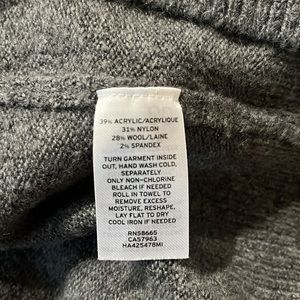 39% ACRYLIC/ACRYLIQUE
31% NYLON
28% WOOL/LAINE
2% SPANDEX
TURN GARMENT INSIDE
OUT, HAND WASH COLD,
SEPARATELY
ONLY NON-CHLORINE
BLEACH IF NEEDED
ROLL IN TOWEL TO
REMOVE EXCESS
MOISTURE, RESHAPE,
LAY FLAT TO DRY
COOL IRON IF NEEDED
RN58665
CA57963
HA425478MI